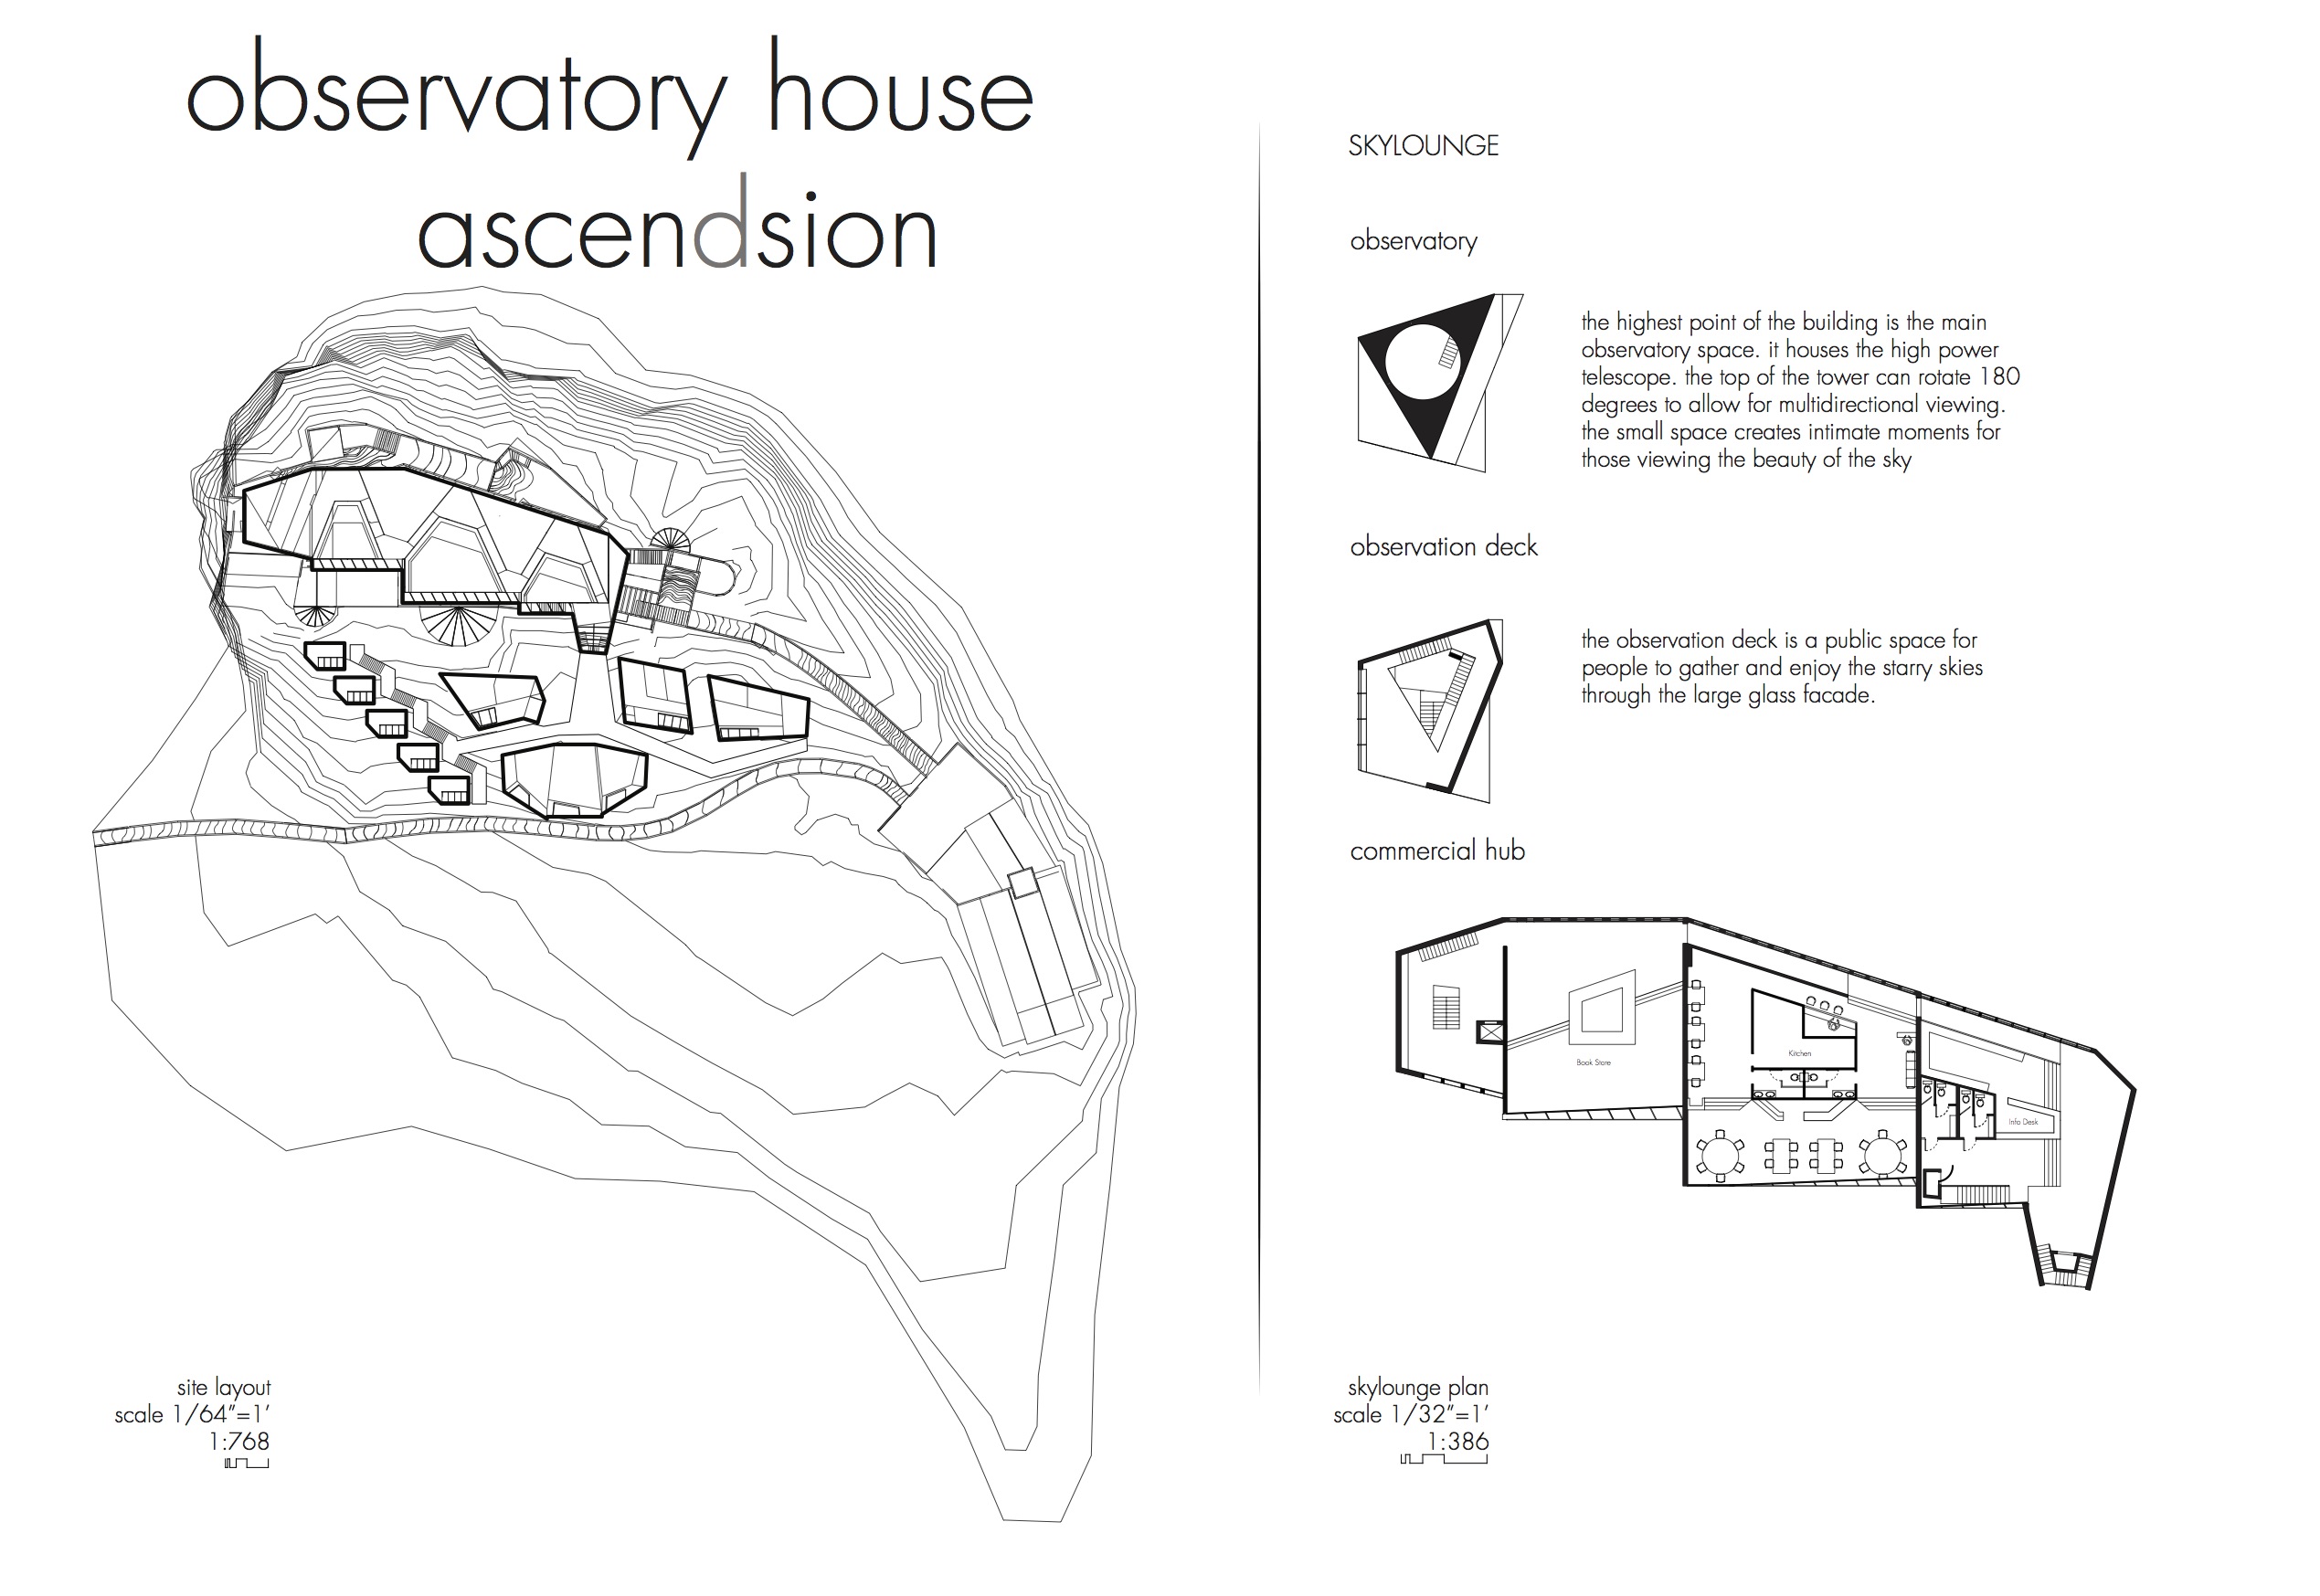 observatory house
ascendsion
site layout
scale 1/64"=1'
1:768
SKYLOUNGE
observatory
the highest point of the building is the main
observatory space. it houses the high power
telescope. the top of the tower can rotate 180
degrees to allow for multidirectional viewing.
the small space creates intimate moments for
those viewing the beauty of the sky
observation deck
the observation deck is a public space for
people to gather and enjoy the starry skies
through the large glass facade.
commercial hub
Book Store
Kitchen
Info Desk
skylounge plan
scale 1/32"=1'
1:386